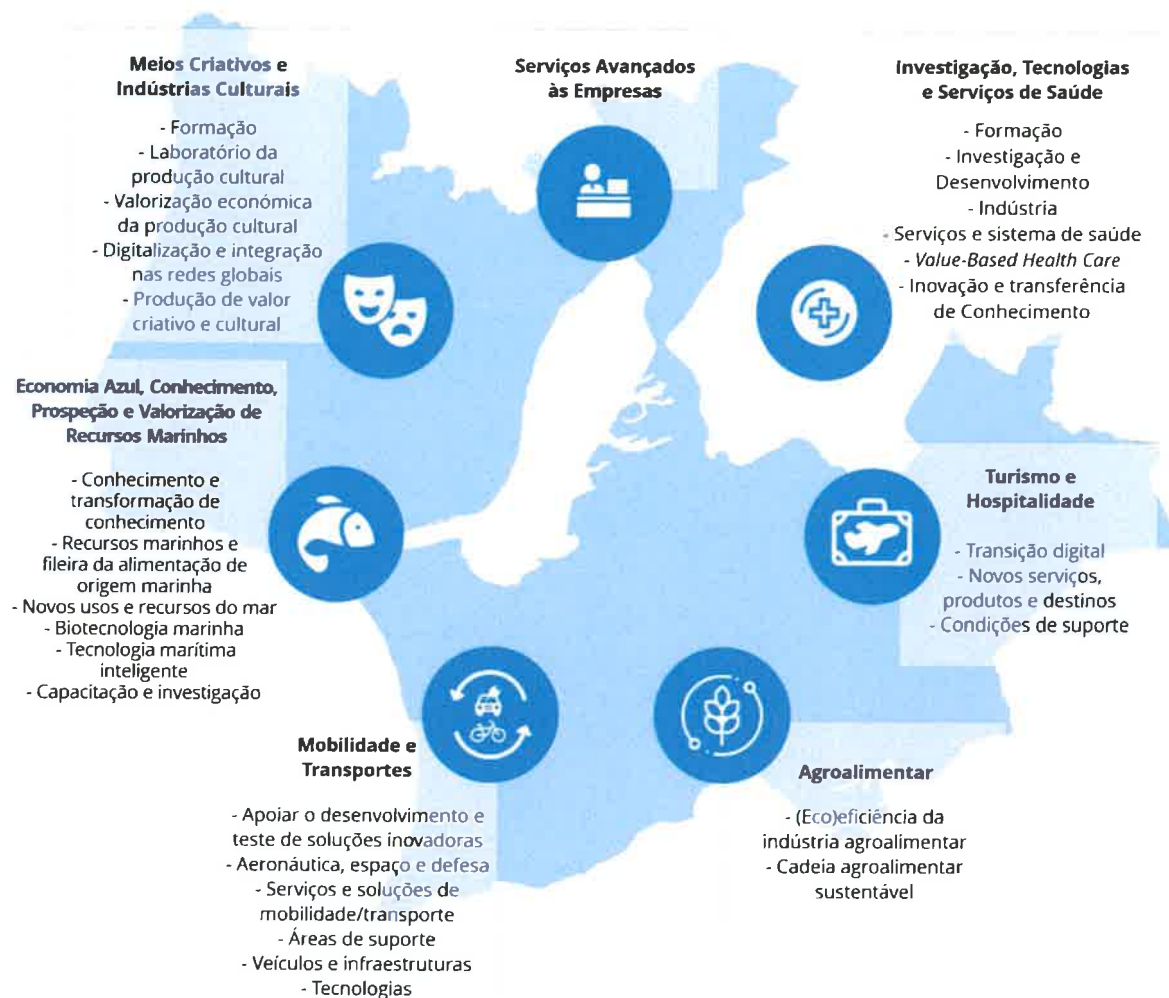 Meios Criativos e
Indústrias Culturais
- Formação
- Laboratório da
produção cultural
- Valorização económica
da produção cultural
- Digitalização e integração
nas redes globais
- Produção de valor
criativo e cultural
Serviços Avançados
às Empresas
Investigação, Tecnologias
e Serviços de Saúde
- Formação
- Investigação e
Desenvolvimento
- Indústria
- Serviços e sistema de saúde
- Value-Based Health Care
- Inovação e transferência
de Conhecimento
Economia Azul, Conhecimento,
Prospeção e Valorização de
Recursos Marinhos
- Conhecimento e
transformação de
conhecimento
- Recursos marinhos e
fileira da alimentação de
origem marinha
- Novos usos e recursos do mar
- Biotecnologia marinha
- Tecnologia marítima
inteligente
- Capacitação e investigação
Turismo e
Hospitalidade
- Transição digital
- Novos serviços,
produtos e destinos
- Condições de suporte
Mobilidade e
Transportes
- Apoiar o desenvolvimento e
teste de soluções inovadoras
- Aeronáutica, espaço e defesa
- Serviços e soluções de
mobilidade/transporte
- Áreas de suporte
- Veículos e infraestruturas
- Tecnologias
Agroalimentar
- (Eco)eficiência da
indústria agroalimentar
- Cadeia agroalimentar
sustentável